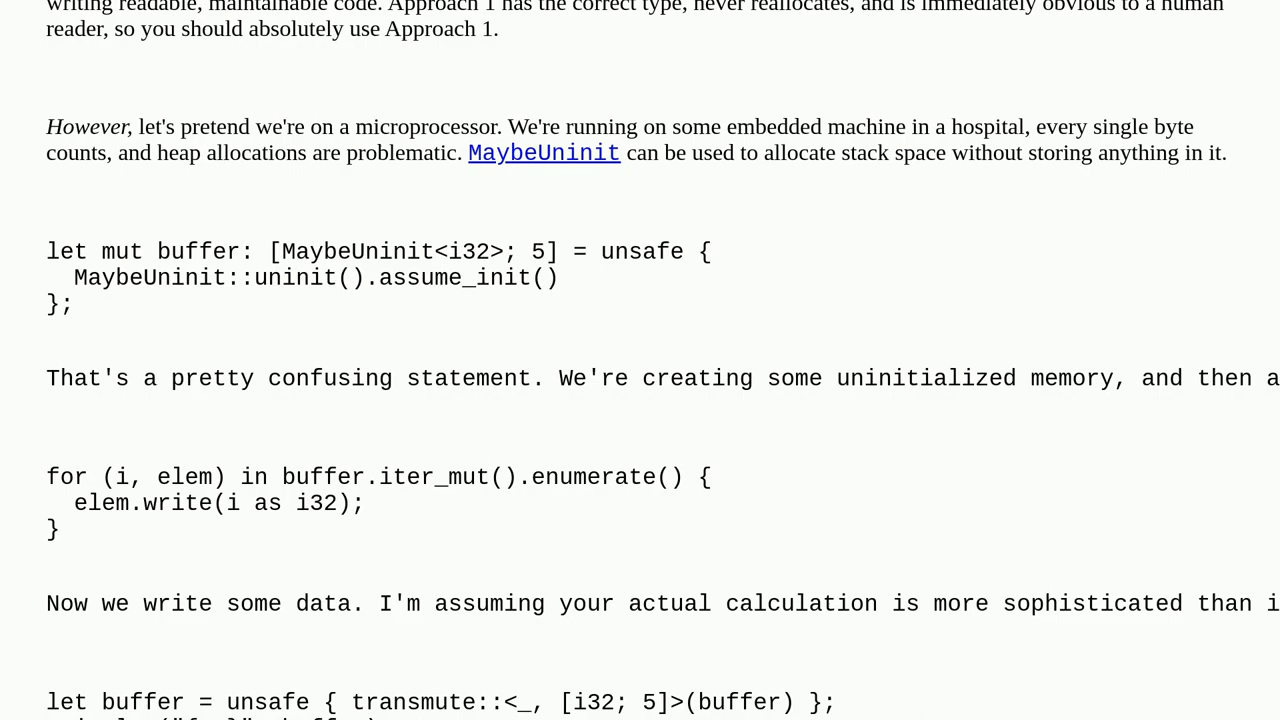 writing readable, maintainable code. Approach 1 has the correct type, never reallocates, and is immediately obvious to a human
reader, so you should absolutely use Approach 1.
However, let's pretend we're on a microprocessor. We're running on some embedded machine in a hospital, every single byte
counts, and heap allocations are problematic. MaybeUninit can be used to allocate stack space without storing anything in it.
let mut buffer: [MaybeUninit<i32>; 5] = unsafe {
  MaybeUninit::uninit().assume_init()
};
That's a pretty confusing statement. We're creating some uninitialized memory, and then a
for (i, elem) in buffer.iter_mut().enumerate() {
  elem.write(i as i32);
}
Now we write some data. I'm assuming your actual calculation is more sophisticated than i
let buffer = unsafe { transmute::<_, [i32; 5]>(buffer) };